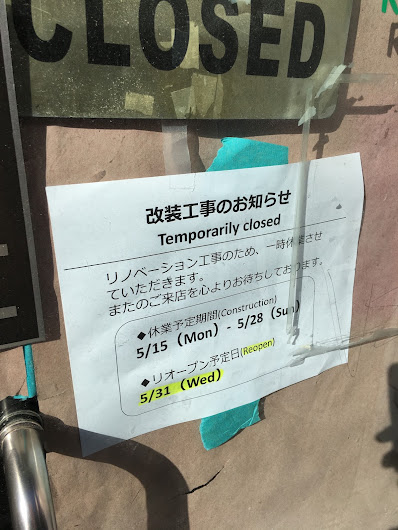 CLOSED
改装工事のお知らせ
Temporarily closed
リノベーション工事のため、一時休業させ
ていただきます。
またのご来店を心よりお待ちしております。
◆休業予定期間(Construction)
5/15（Mon）- 5/28（Sun）
◆リオープン予定日(Reopen)
5/31（Wed）